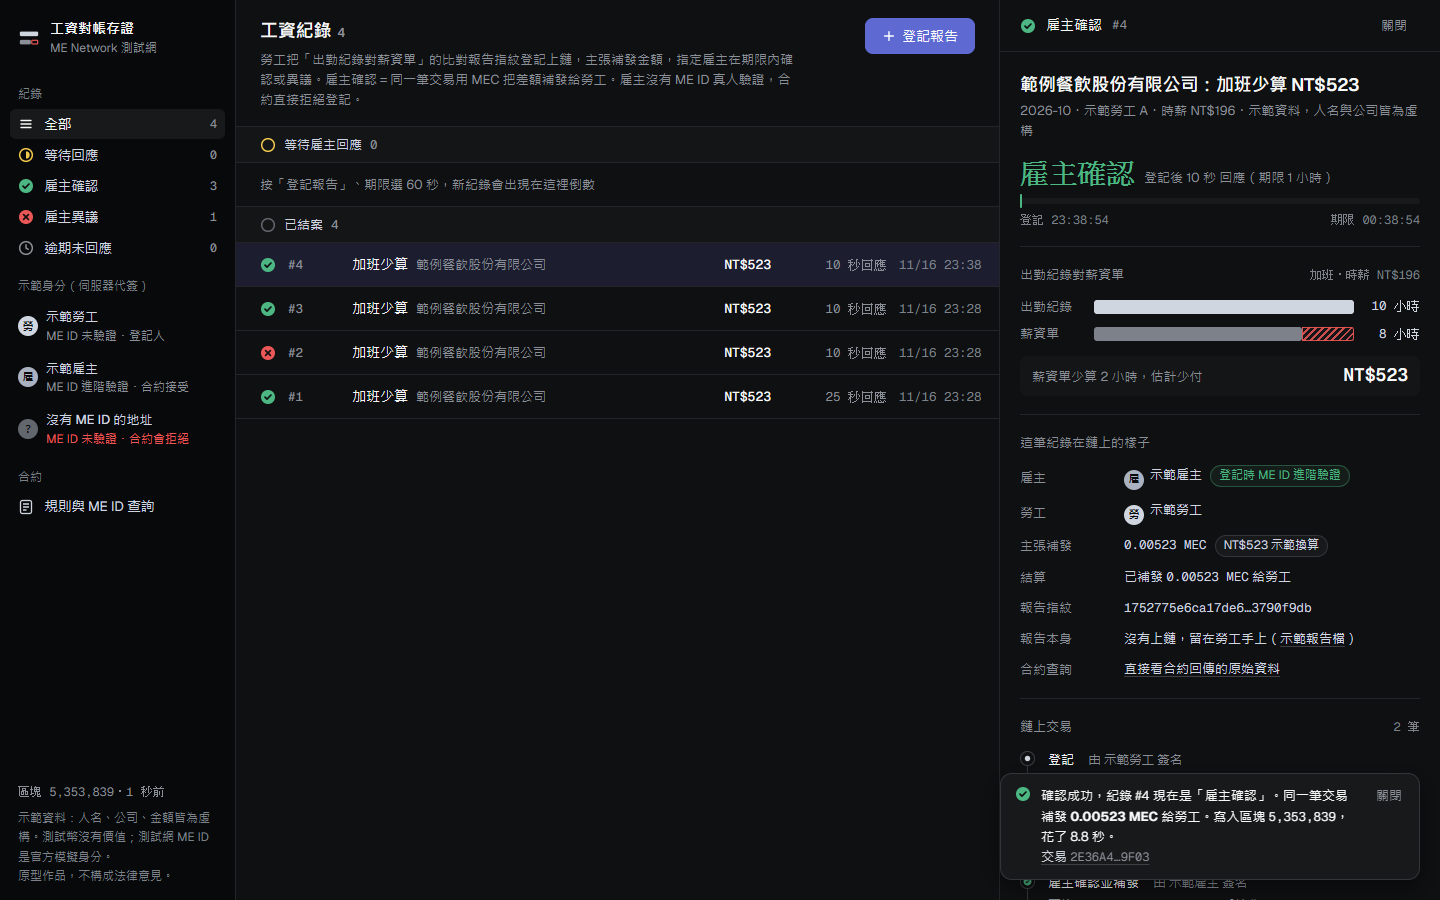 工資對帳存證
ME Network 測試網
紀錄
全部 4
等待回應 0
雇主確認 3
雇主異議 1
逾期未回應 0
示範身分（伺服器代簽）
勞 示範勞工
ME ID 未驗證 · 登記人
雇 示範雇主
ME ID 進階驗證 · 合約接受
? 沒有 ME ID 的地址
ME ID 未驗證 · 合約會拒絕
合約
規則與 ME ID 查詢
區塊 5,353,839 · 1 秒前
示範資料：人名、公司、金額皆為虛
構。測試幣沒有價值；測試網 ME ID
是官方模擬身分。
原型作品，不構成法律意見。
工資紀錄 4
＋ 登記報告
勞工把「出勤紀錄對薪資單」的比對報告指紋登記上鏈，主張補發金額，指定雇主在期限內確
認或異議。雇主確認＝同一筆交易用 MEC 把差額補發給勞工。雇主沒有 ME ID 真人驗證，合
約直接拒絕登記。
等待雇主回應 0
按「登記報告」、期限選 60 秒，新紀錄會出現在這裡倒數
已結案 4
#4 加班少算 範例餐飲股份有限公司 NT$523 10 秒回應 11/16 23:38
#3 加班少算 範例餐飲股份有限公司 NT$523 10 秒回應 11/16 23:28
#2 加班少算 範例餐飲股份有限公司 NT$523 10 秒回應 11/16 23:28
#1 加班少算 範例餐飲股份有限公司 NT$523 25 秒回應 11/16 23:28
雇主確認 #4 關閉
範例餐飲股份有限公司：加班少算 NT$523
2026-10 · 示範勞工 A · 時薪 NT$196 · 示範資料，人名與公司皆為虛
構
雇主確認 登記後 10 秒 回應（期限 1 小時）
登記 23:38:54 期限 00:38:54
出勤紀錄對薪資單 加班 · 時薪 NT$196
出勤紀錄 10 小時
薪資單 8 小時
薪資單少算 2 小時，估計少付 NT$523
這筆紀錄在鏈上的樣子
雇主 雇 示範雇主 登記時 ME ID 進階驗證
勞工 勞 示範勞工
主張補發 0.00523 MEC NT$523 示範換算
結算 已補發 0.00523 MEC 給勞工
報告指紋 1752775e6ca17de6…3790f9db
報告本身 沒有上鏈，留在勞工手上（示範報告檔）
合約查詢 直接看合約回傳的原始資料
鏈上交易 2 筆
登記 由 示範勞工 簽名
確認成功，紀錄 #4 現在是「雇主確認」。同一筆交易 關閉
補發 0.00523 MEC 給勞工。寫入區塊 5,353,839，
花了 8.8 秒。
交易 2E36A4…9F03
雇主確認並補發 由 示範雇主 簽名